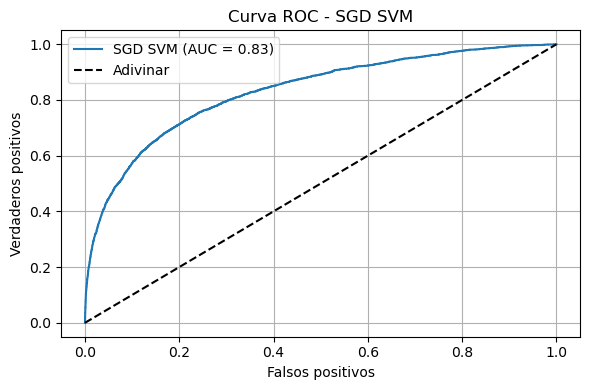 Curva ROC - SGD SVM
SGD SVM (AUC = 0.83)
Adivinar
Verdaderos positivos
1.0
0.8
0.6
0.4
0.2
0.0
0.0 0.2 0.4 0.6 0.8 1.0
Falsos positivos